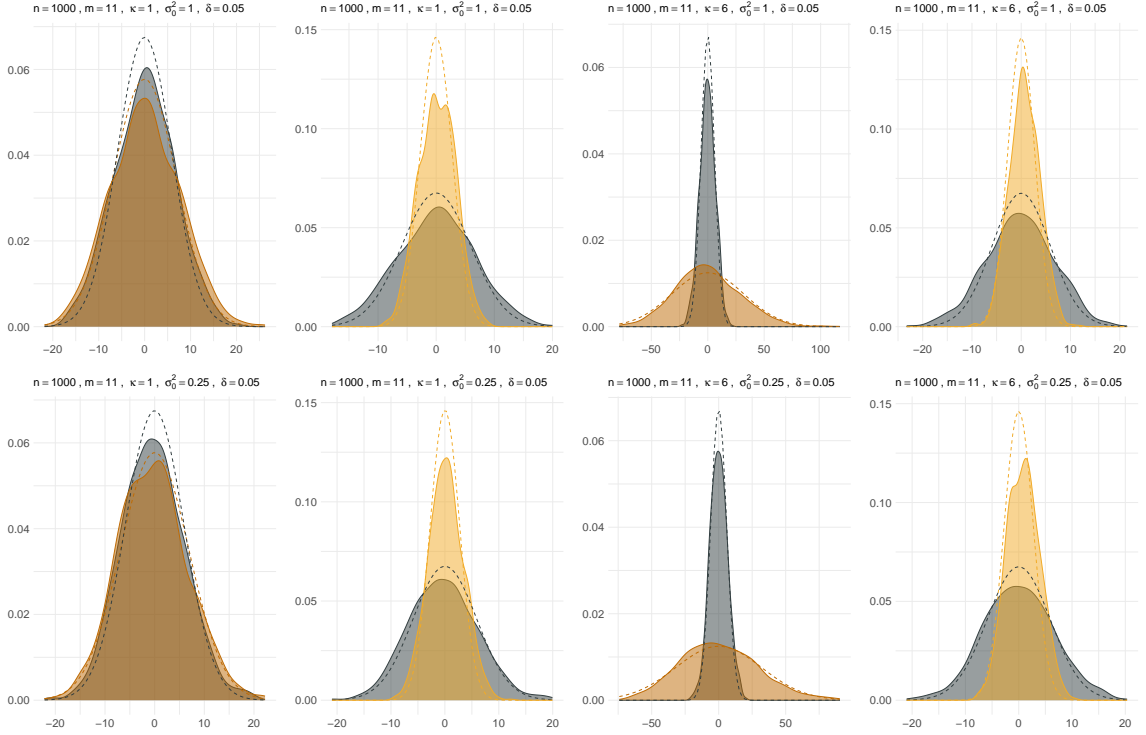 n = 1000 , m = 11 , κ = 1 , σ₀² = 1 , δ = 0.05
0.06
0.04
0.02
0.00
−20 −10 0 10 20
n = 1000 , m = 11 , κ = 1 , σ₀² = 1 , δ = 0.05
0.15
0.10
0.05
0.00
−10 0 10 20
n = 1000 , m = 11 , κ = 6 , σ₀² = 1 , δ = 0.05
0.06
0.04
0.02
0.00
−50 0 50 100
n = 1000 , m = 11 , κ = 6 , σ₀² = 1 , δ = 0.05
0.15
0.10
0.05
0.00
−20 −10 0 10 20
n = 1000 , m = 11 , κ = 1 , σ₀² = 0.25 , δ = 0.05
0.06
0.04
0.02
0.00
−20 −10 0 10 20
n = 1000 , m = 11 , κ = 1 , σ₀² = 0.25 , δ = 0.05
0.15
0.10
0.05
0.00
−20 −10 0 10 20
n = 1000 , m = 11 , κ = 6 , σ₀² = 0.25 , δ = 0.05
0.06
0.04
0.02
0.00
−50 0 50
n = 1000 , m = 11 , κ = 6 , σ₀² = 0.25 , δ = 0.05
0.15
0.10
0.05
0.00
−20 −10 0 10 20